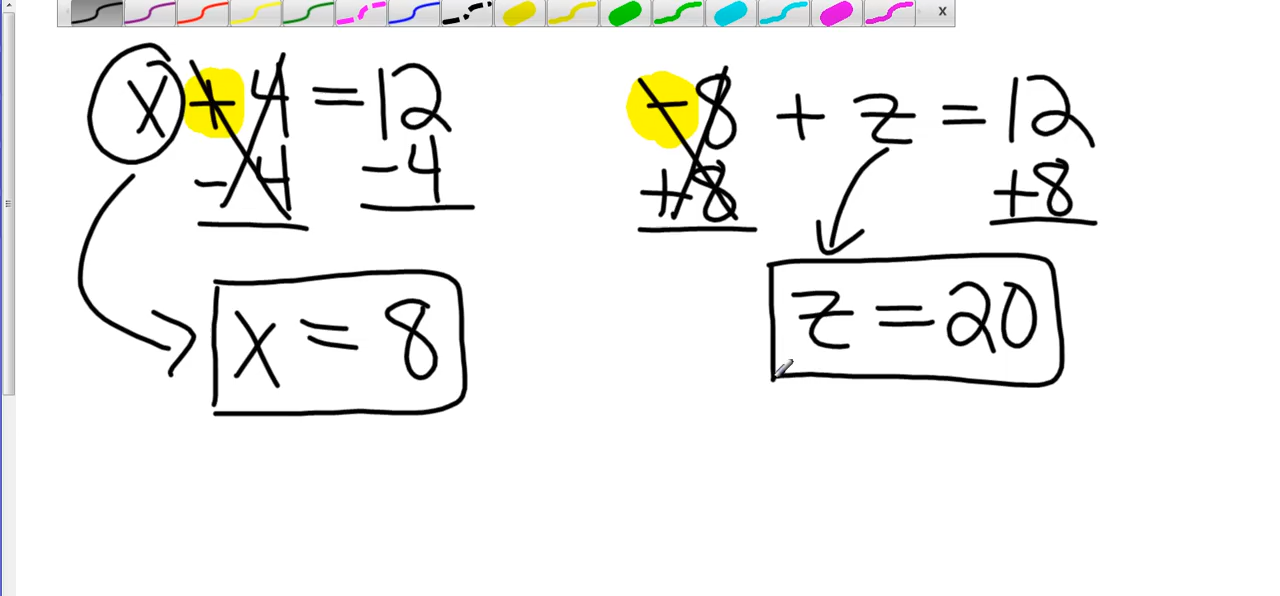 x + 4 = 12
- 4 - 4
x = 8
- 8 + z = 12
+ 8 + 8
z = 20
x